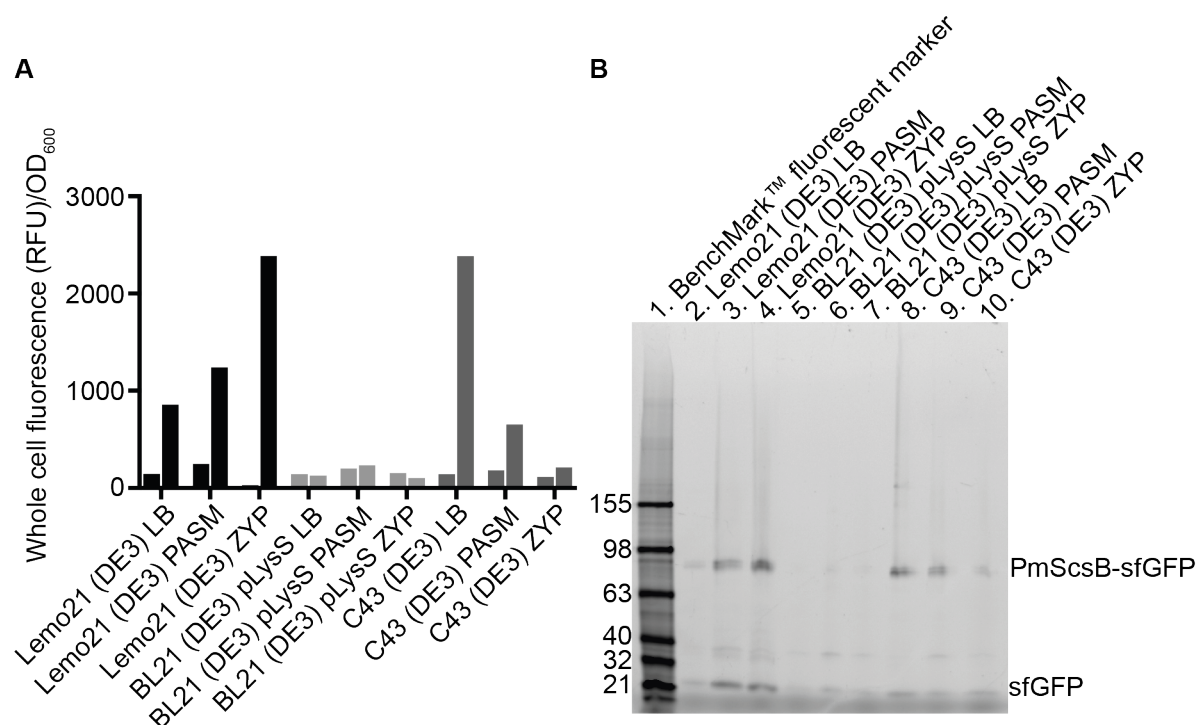 A
Whole cell fluorescence (RFU)/OD600
3000
2000
1000
0
Lemo21 (DE3) LB
Lemo21 (DE3) PASM
Lemo21 (DE3) ZYP
BL21 (DE3) pLysS LB
BL21 (DE3) pLysS PASM
BL21 (DE3) pLysS ZYP
C43 (DE3) LB
C43 (DE3) PASM
C43 (DE3) ZYP
B
1. BenchMark™ fluorescent marker
2. Lemo21 (DE3) LB
3. Lemo21 (DE3) PASM
4. Lemo21 (DE3) ZYP
5. BL21 (DE3) pLysS LB
6. BL21 (DE3) pLysS PASM
7. BL21 (DE3) pLysS ZYP
8. C43 (DE3) LB
9. C43 (DE3) PASM
10. C43 (DE3) ZYP
155
98
63
40
32
21
PmScsB-sfGFP
sfGFP